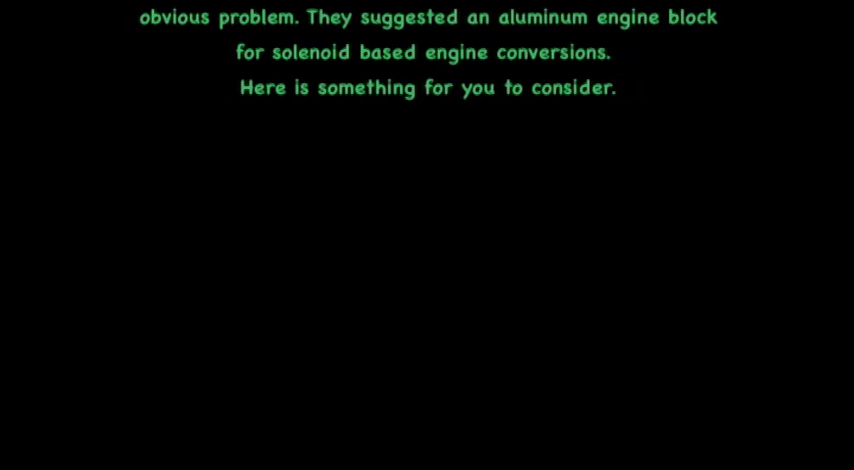 obvious problem. They suggested an aluminum engine block
for solenoid based engine conversions.
Here is something for you to consider.